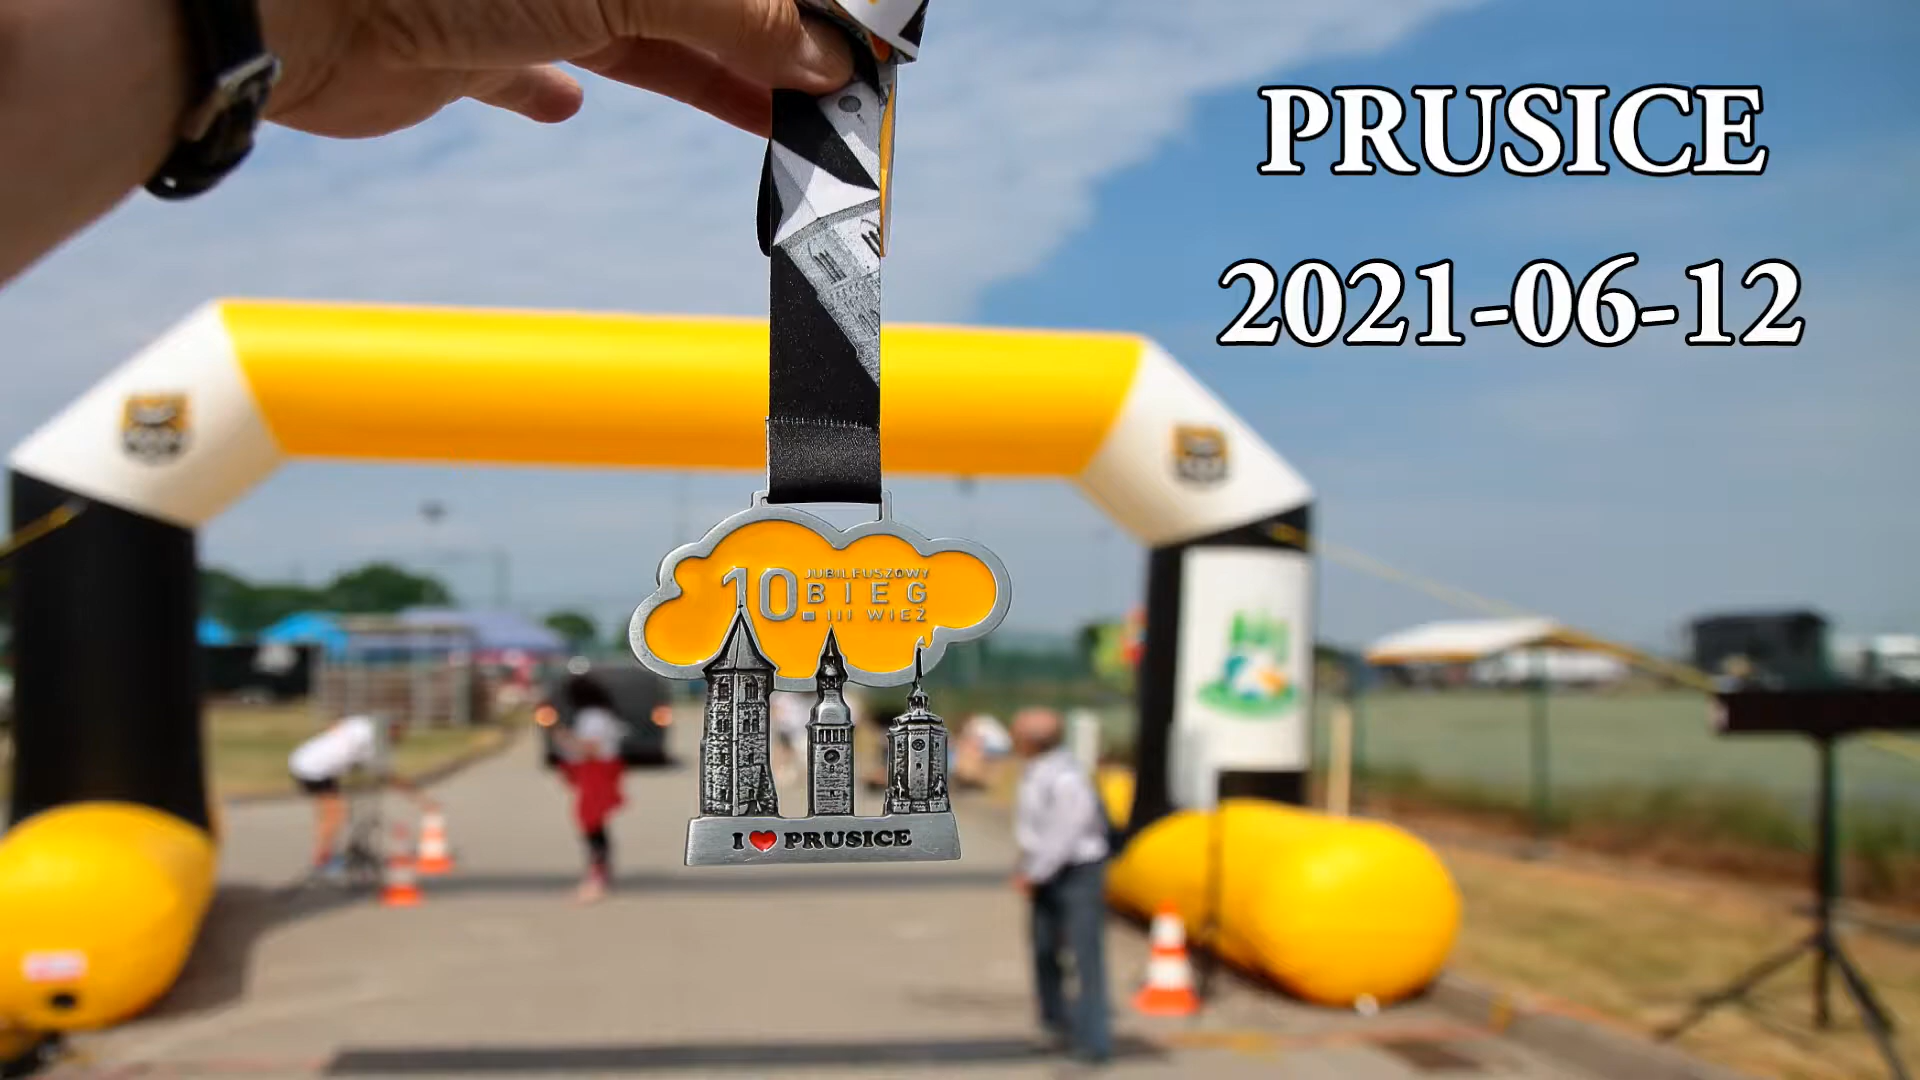 PRUSICE
2021-06-12
10. JUBILEUSZOWY
BIEG
III WIEŻ
I ❤ PRUSICE